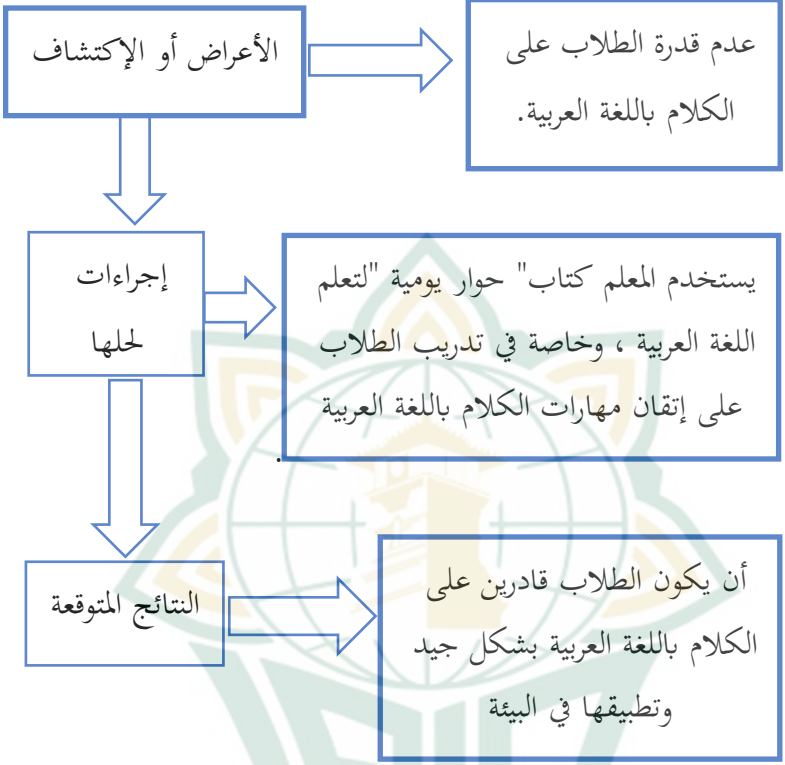 الأعراض أو الإكتشاف
عدم قدرة الطلاب على
الكلام باللغة العربية.
إجراءات
لحلها
يستخدم المعلم كتاب" حوار يومية "لتعلم
اللغة العربية ، وخاصة في تدريب الطلاب
على إتقان مهارات الكلام باللغة العربية
.
النتائج المتوقعة
أن يكون الطلاب قادرين على
الكلام باللغة العربية بشكل جيد
وتطبيقها في البيئة